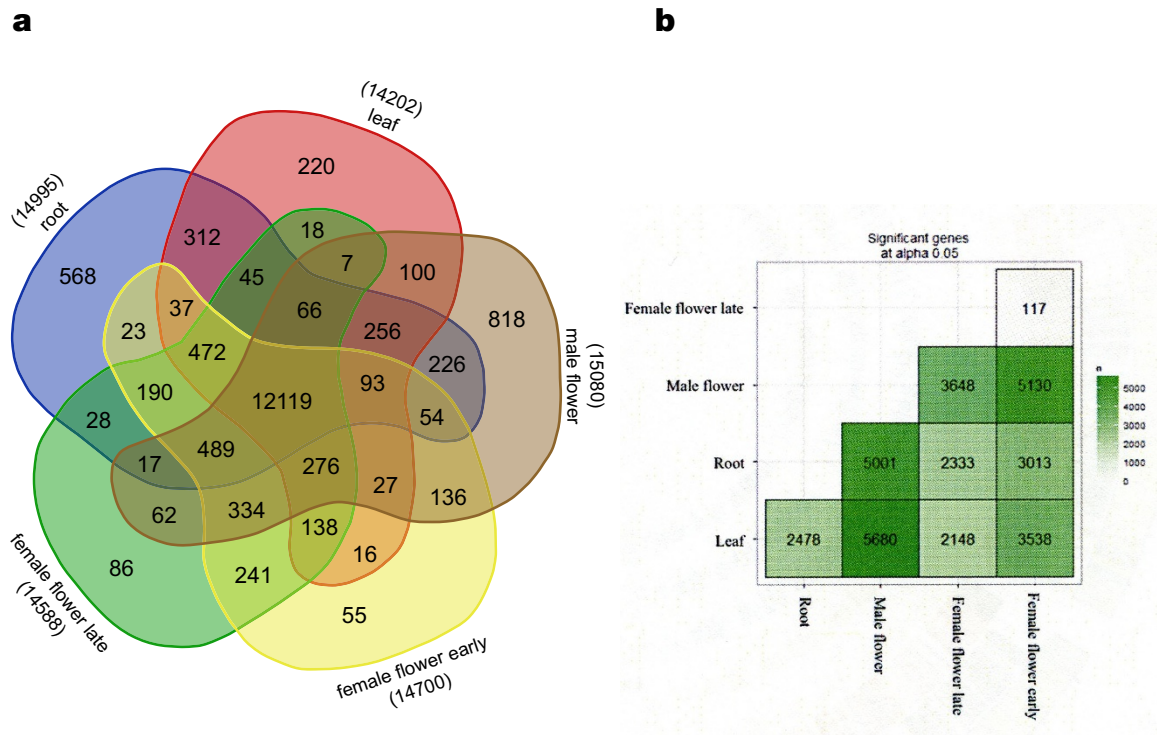 a
b
(14202)
leaf
220
(14995)
root
312
18
568
45
7
100
37
66
818
23
256
472
226
(15080)
male flower
190
12119
93
54
28
489
17
276
27
136
62
334
138
16
86
241
55
female flower late
(14588)
female flower early
(14700)
Significant genes
at alpha 0.05
Female flower late
117
Male flower
3648
5130
n
5000
4000
3000
2000
1000
0
Root
5001
2333
3013
Leaf
2478
5680
2148
3538
Root
Male flower
Female flower late
Female flower early